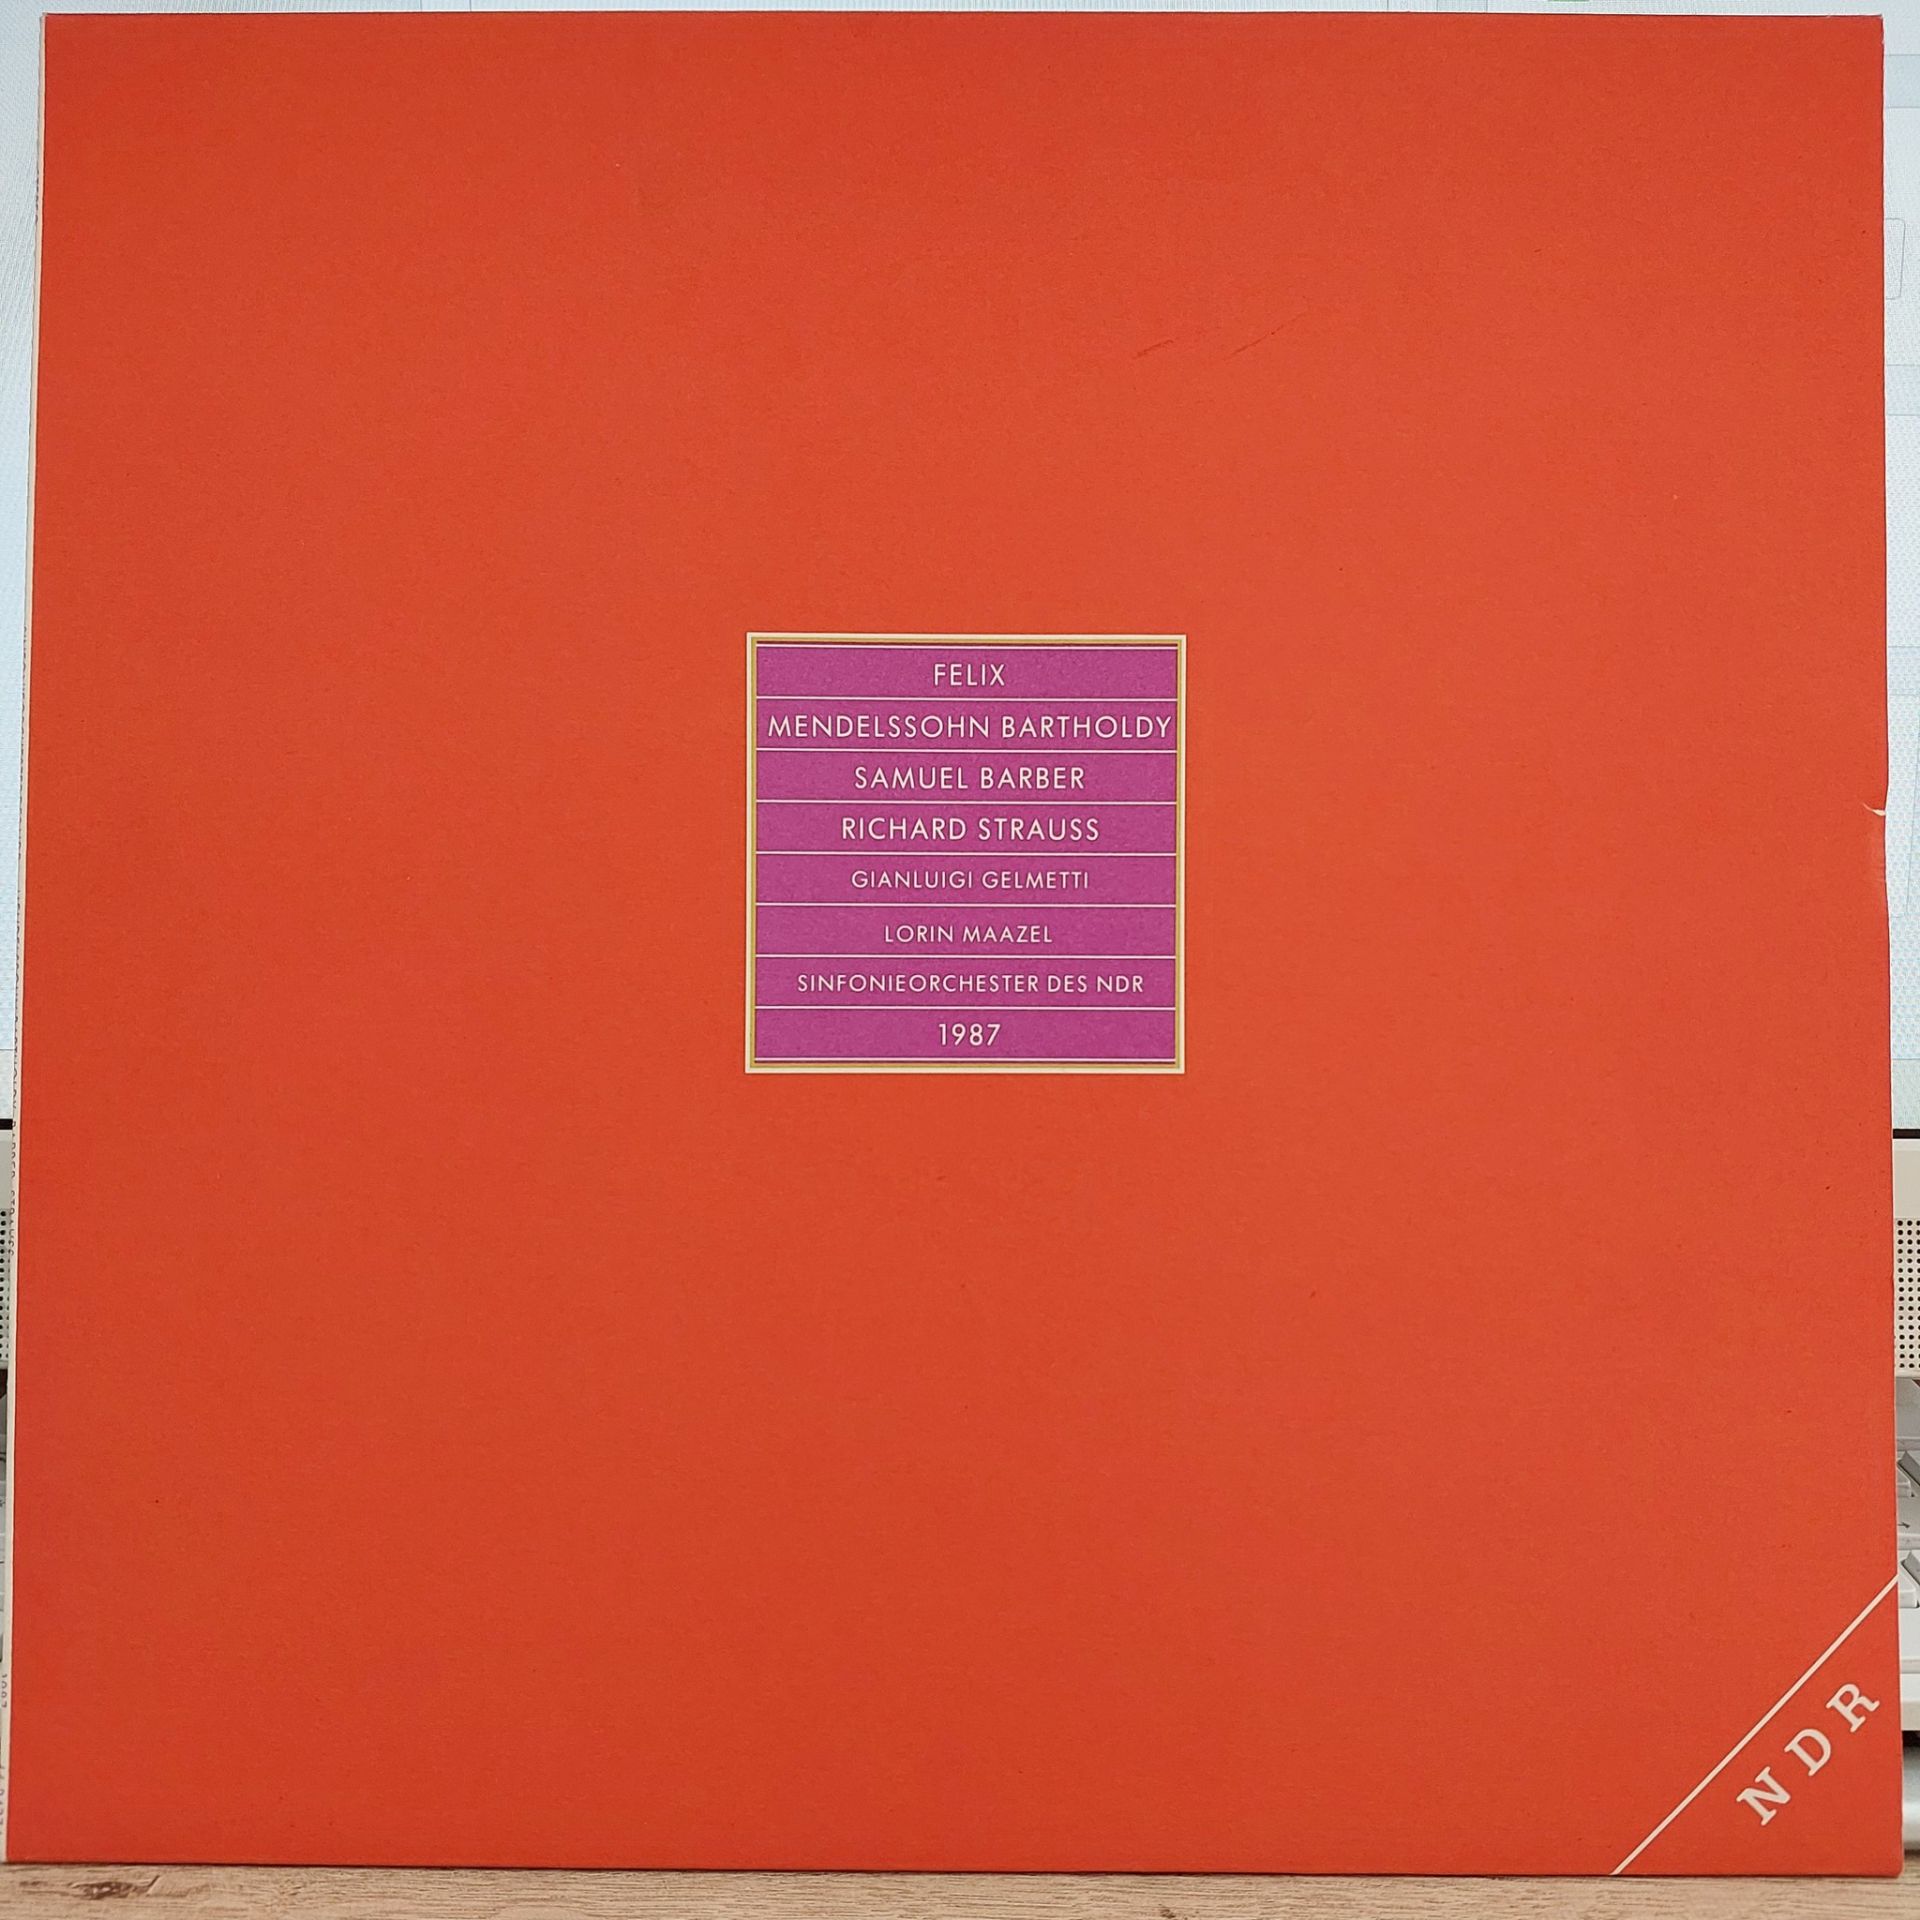 FELIX
MENDELSSOHN BARTHOLDY
SAMUEL BARBER
RICHARD STRAUSS
GIANLUIGI GELMETTI
LORIN MAAZEL
SINFONIEORCHESTER DES NDR
1987
NDR